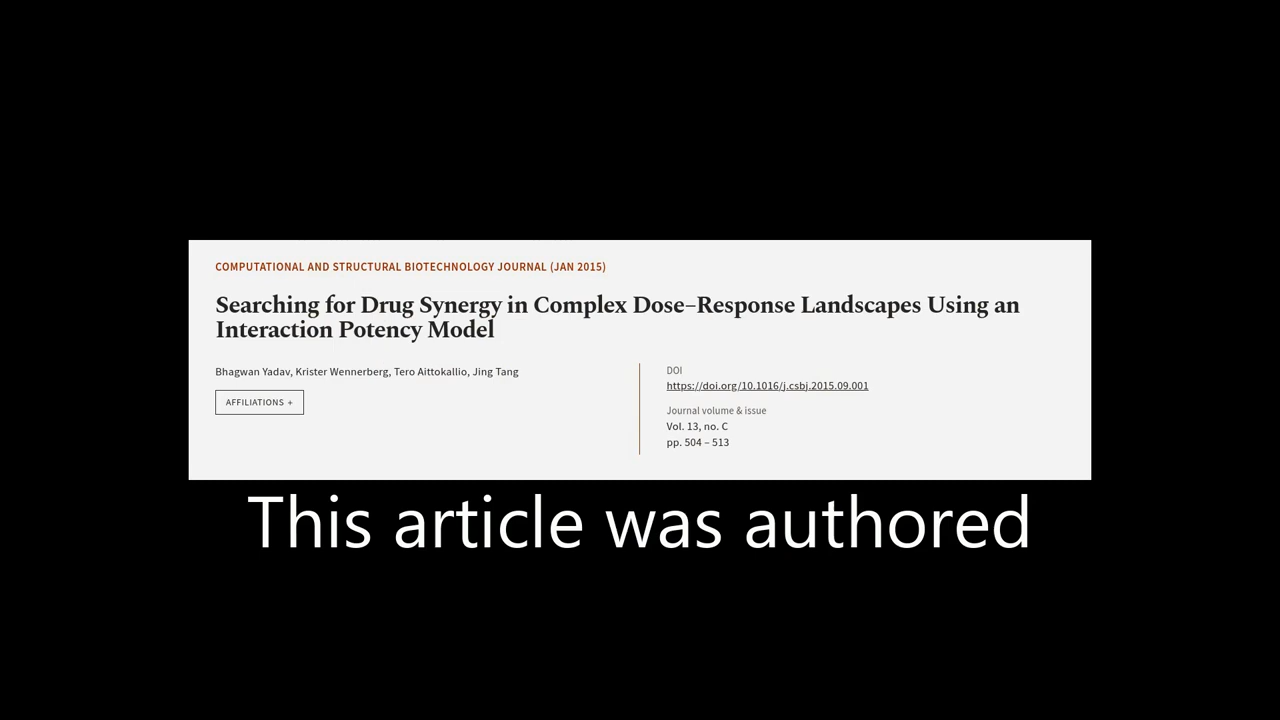 COMPUTATIONAL AND STRUCTURAL BIOTECHNOLOGY JOURNAL (JAN 2015)
Searching for Drug Synergy in Complex Dose–Response Landscapes Using an
Interaction Potency Model
Bhagwan Yadav, Krister Wennerberg, Tero Aittokallio, Jing Tang
AFFILIATIONS +
DOI
https://doi.org/10.1016/j.csbj.2015.09.001
Journal volume & issue
Vol. 13, no. C
pp. 504 – 513
This article was authored